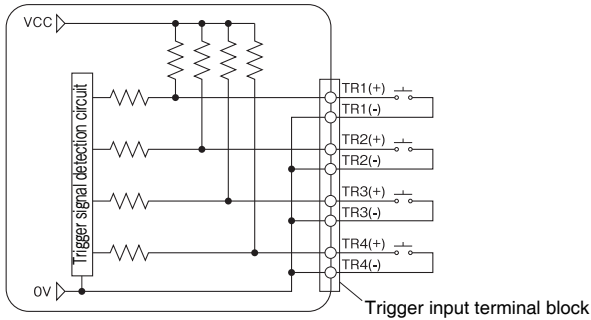 VCC
Trigger signal detection circuit
TR1(+)
TR1(-)
TR2(+)
TR2(-)
TR3(+)
TR3(-)
TR4(+)
TR4(-)
0V
Trigger input terminal block